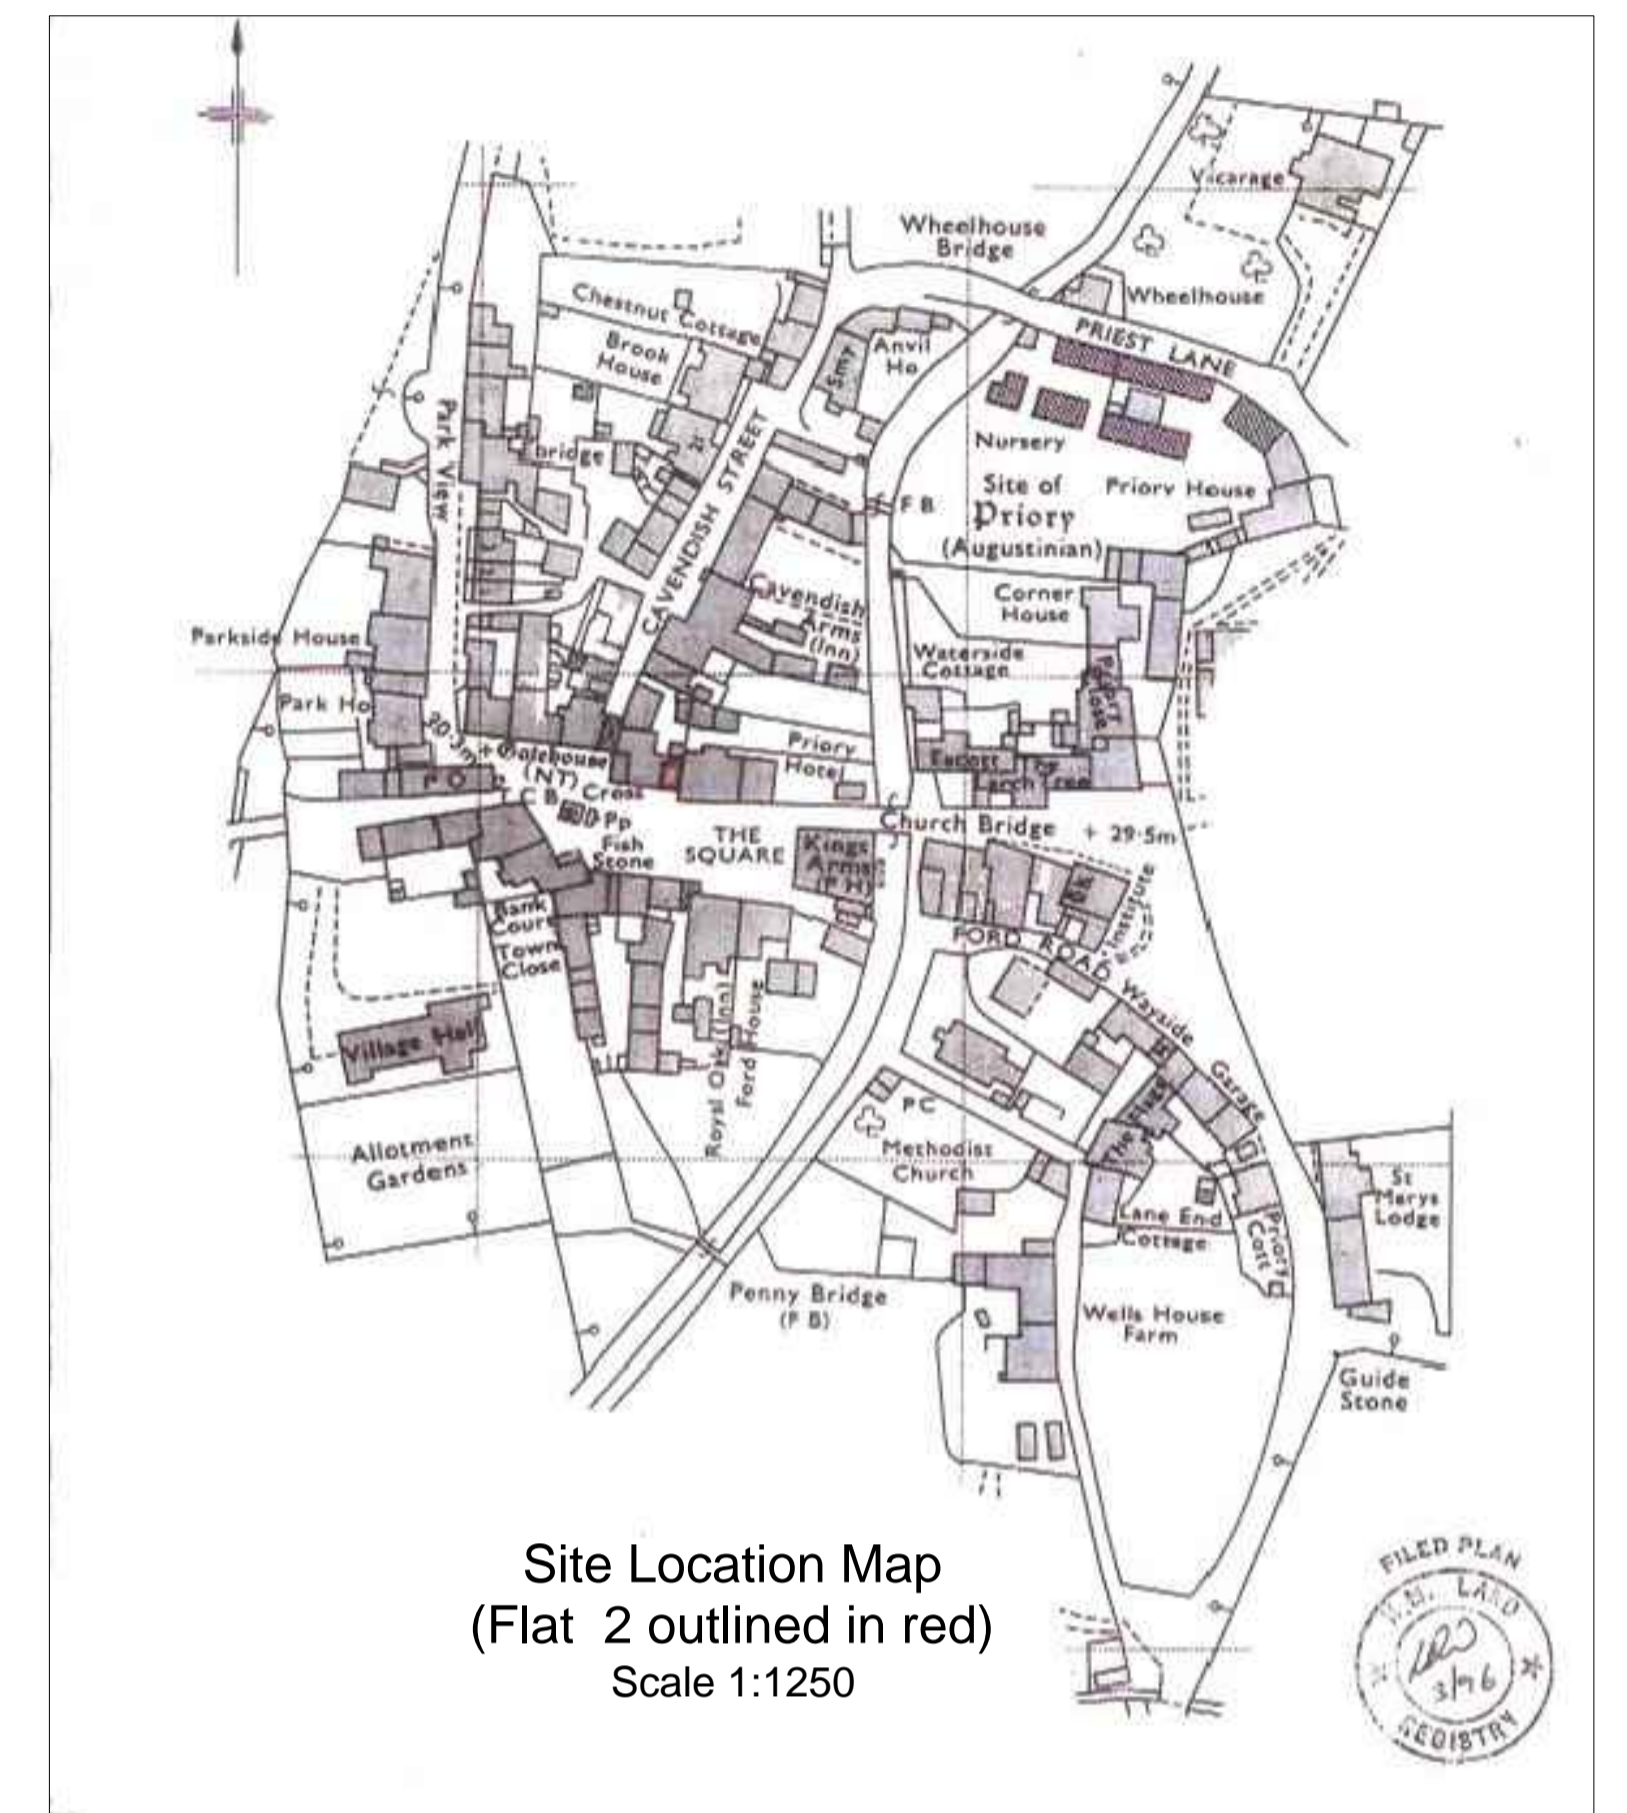 Vicarage
Wheelhouse
Bridge
Wheelhouse
Chestnut Cottage
PRIEST LANE
Brook
House
Anvil
Ho
Smy
Park View
Nursery
bridge
CAVENDISH STREET
F B
Site of
Priory
(Augustinian)
Priory House
Corner
House
Cavendish
Arms
(Inn)
Parkside House
Waterside
Cottage
Park Ho
Priory
Hotel
Gatehouse
(NT)
Cross
P O
T C B
Pp
Fish
Stone
THE
SQUARE
Kings
Arms
(P H)
Church Bridge
+ 29·5m
Bank
Court
Town
Close
Institute
FORD ROAD
Village Hall
Royal Oak (Inn)
Ford House
Wayside
Garage
PC
Methodist
Church
Allotment
Gardens
St
Marys
Lodge
Lane End
Cottage
Priory
Cott
Penny Bridge
(F B)
Wells House
Farm
Guide
Stone
Site Location Map
(Flat 2 outlined in red)
Scale 1:1250
FILED PLAN
H.M. LAND
3/96
REGISTRY